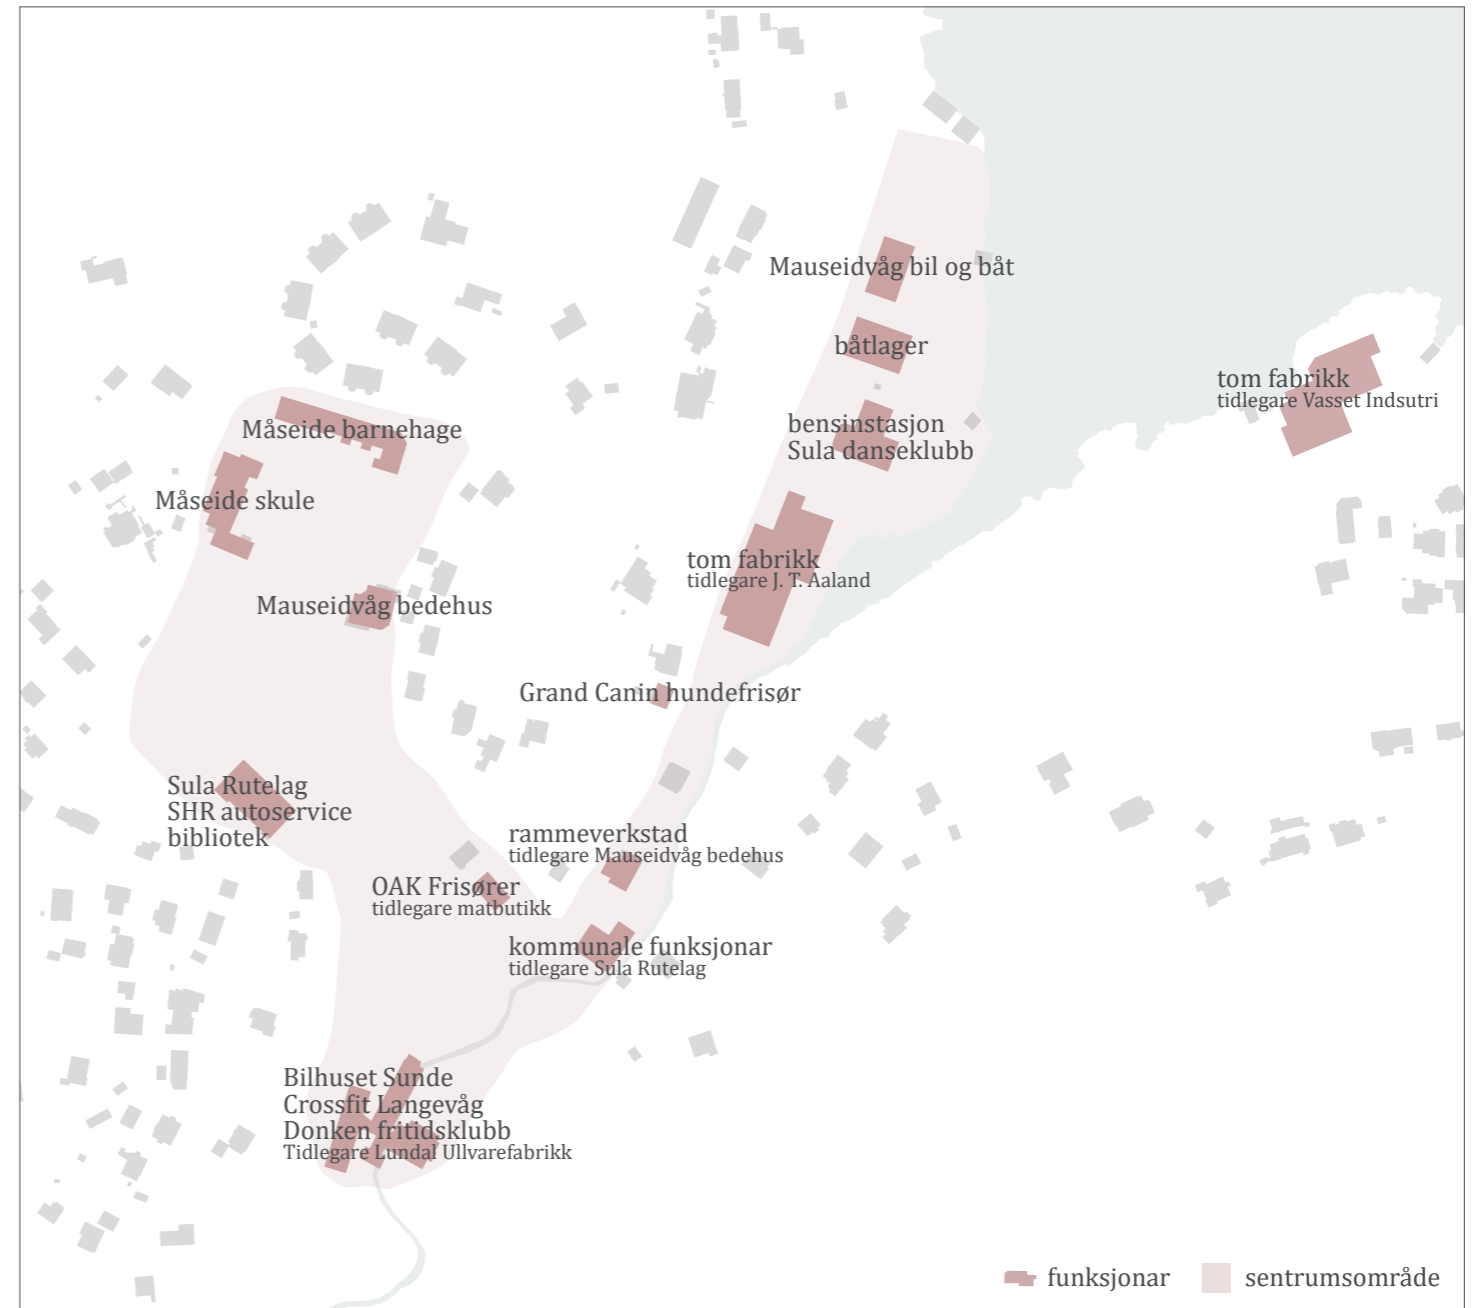 Mauseidvåg bil og båt
båtlager
tom fabrikk
tidlegare Vasset Indsutri
bensinstasjon
Sula danseklubb
Måseide barnehage
Måseide skule
tom fabrikk
tidlegare J. T. Aaland
Mauseidvåg bedehus
Grand Canin hundefrisør
Sula Rutelag
SHR autoservice
bibliotek
rammeverkstad
tidlegare Mauseidvåg bedehus
OAK Frisører
tidlegare matbutikk
kommunale funksjonar
tidlegare Sula Rutelag
Bilhuset Sunde
Crossfit Langevåg
Donken fritidsklubb
Tidlegare Lundal Ullvarefabrikk
funksjonar
sentrumsområde